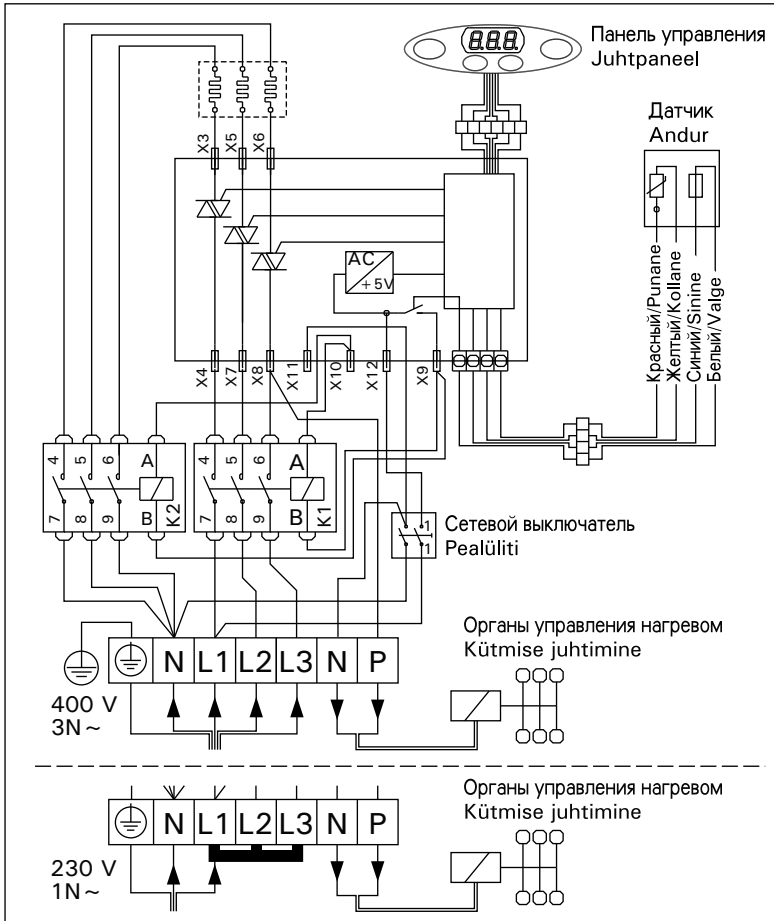 8.8.8.
Панель управления
Juhtpaneel
Датчик
Andur
X3
X5
X6
AC
+5V
Красный/Punane
Желтый/Kollane
Синий/Sinine
Белый/Valge
X4
X7
X8
X11
X10
X12
X9
4 5 6 A
7 8 9 B K2
4 5 6 A
7 8 9 B K1
1
1
Сетевой выключатель
Pealüliti
N L1 L2 L3 N P
400 V
3N~
Органы управления нагревом
Kütmise juhtimine
N L1 L2 L3 N P
230 V
1N~
Органы управления нагревом
Kütmise juhtimine